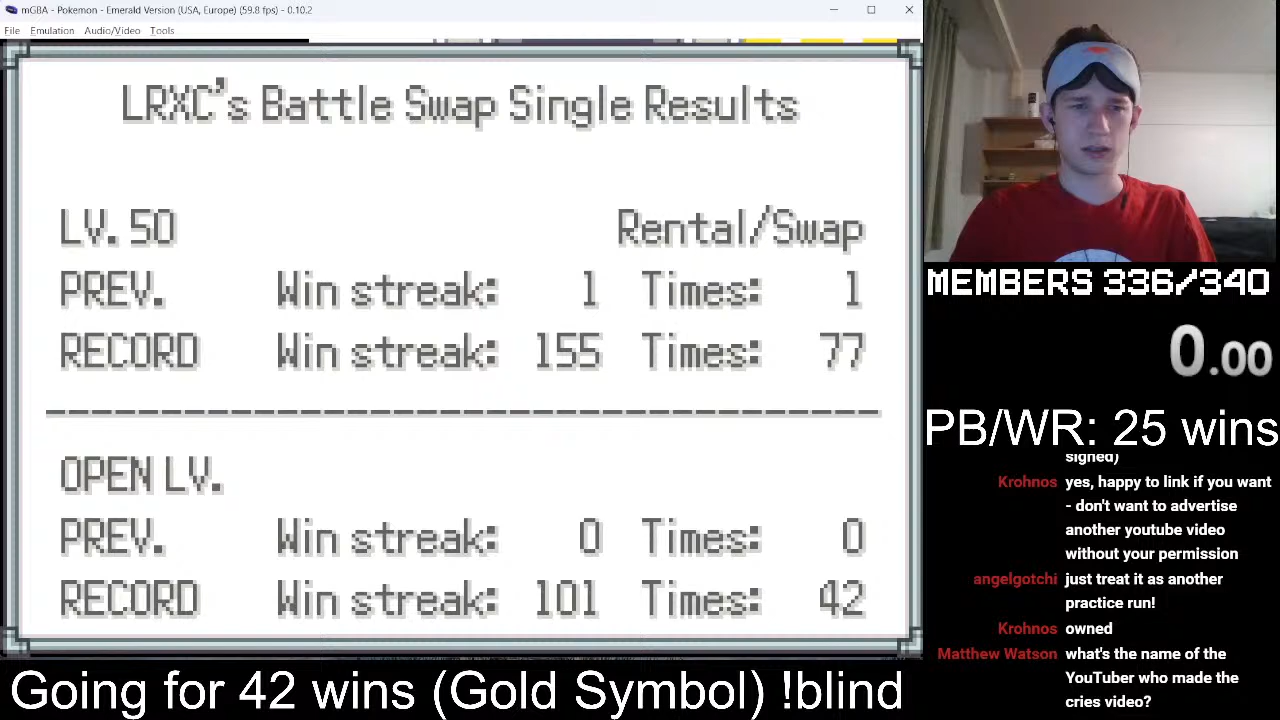 mGBA - Pokemon - Emerald Version (USA, Europe) (59.8 fps) - 0.10.2
File Emulation Audio/Video Tools
LRXC's Battle Swap Single Results
LV. 50 Rental/Swap
PREV. Win streak: 1 Times: 1
RECORD Win streak: 155 Times: 77
OPEN LV.
PREV. Win streak: 0 Times: 0
RECORD Win streak: 101 Times: 42
MEMBERS 336/340
0.00
PB/WR: 25 wins
signed)
Krohnos yes, happy to link if you want
- don't want to advertise
another youtube video
without your permission
angelgotchi just treat it as another
practice run!
Krohnos owned
Matthew Watson what's the name of the
YouTuber who made the
cries video?
Going for 42 wins (Gold Symbol) !blind